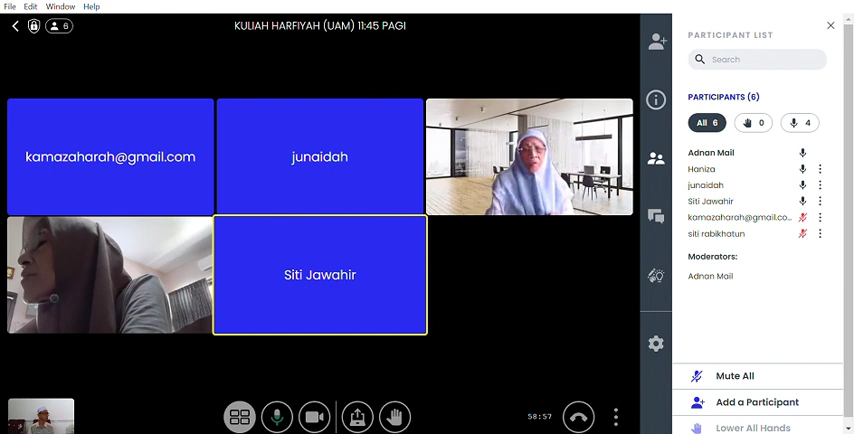 File Edit Window Help
6
KULIAH HARFIYAH (UAM) 11:45 PAGI
kamazaharah@gmail.com
junaidah
Siti Jawahir
58:57
PARTICIPANT LIST
Search
PARTICIPANTS (6)
All 6
0
4
Adnan Mail
Haniza
junaidah
Siti Jawahir
kamazaharah@gmail.co...
siti rabikhatun
Moderators:
Adnan Mail
Mute All
Add a Participant
Lower All Hands